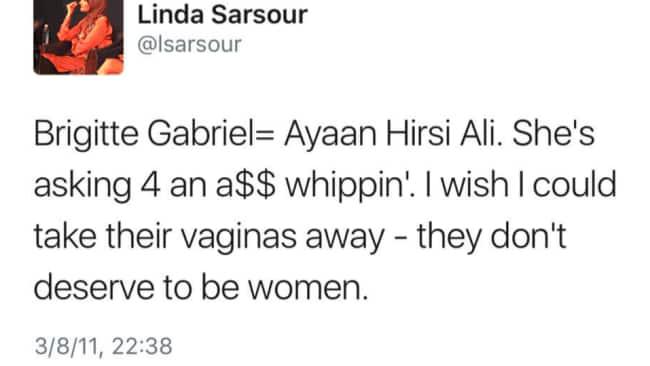 Linda Sarsour
@lsarsour
Brigitte Gabriel= Ayaan Hirsi Ali. She's
asking 4 an a$$ whippin'. I wish I could
take their vaginas away - they don't
deserve to be women.
3/8/11, 22:38